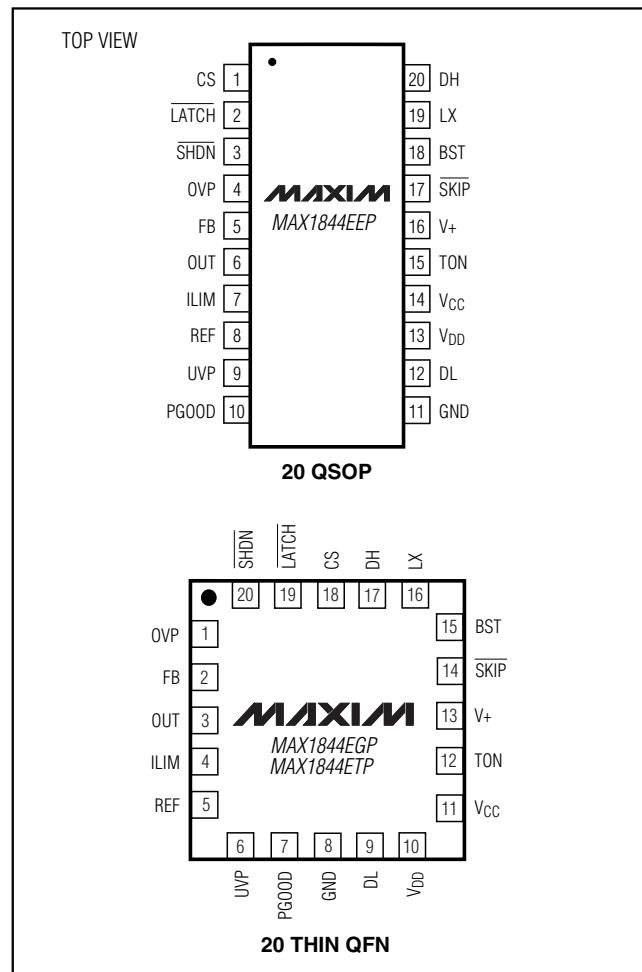 TOP VIEW
CS 1
LATCH 2
SHDN 3
OVP 4
FB 5
OUT 6
ILIM 7
REF 8
UVP 9
PGOOD 10
20 DH
19 LX
18 BST
17 SKIP
16 V+
15 TON
14 VCC
13 VDD
12 DL
11 GND
MAXIM
MAX1844EEP
20 QSOP
SHDN LATCH CS DH LX
20 19 18 17 16
OVP 1
FB 2
OUT 3
ILIM 4
REF 5
15 BST
14 SKIP
13 V+
12 TON
11 VCC
MAXIM
MAX1844EGP
MAX1844ETP
6 7 8 9 10
UVP PGOOD GND DL VDD
20 THIN QFN